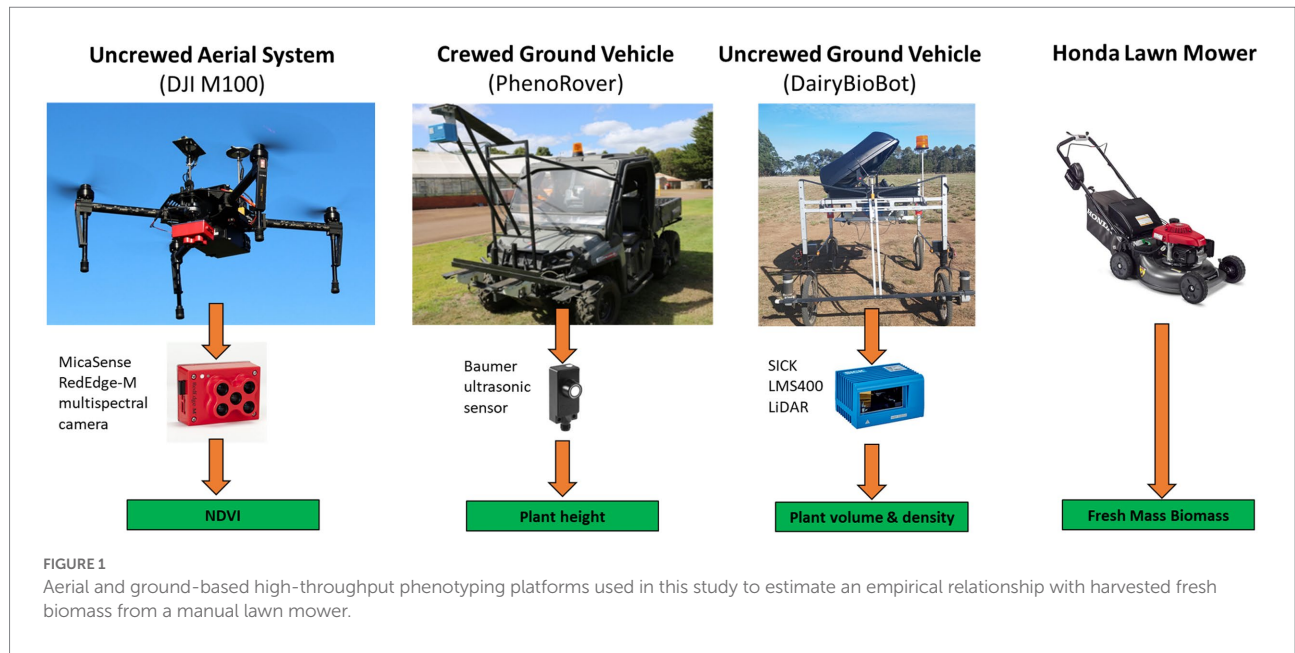 Uncrewed Aerial System
(DJI M100)
Crewed Ground Vehicle
(PhenoRover)
Uncrewed Ground Vehicle
(DairyBioBot)
Honda Lawn Mower
HONDA
MicaSense
RedEdge-M
multispectral
camera
Baumer
ultrasonic
sensor
SICK
LMS400
LiDAR
NDVI
Plant height
Plant volume & density
Fresh Mass Biomass
FIGURE 1
Aerial and ground-based high-throughput phenotyping platforms used in this study to estimate an empirical relationship with harvested fresh
biomass from a manual lawn mower.